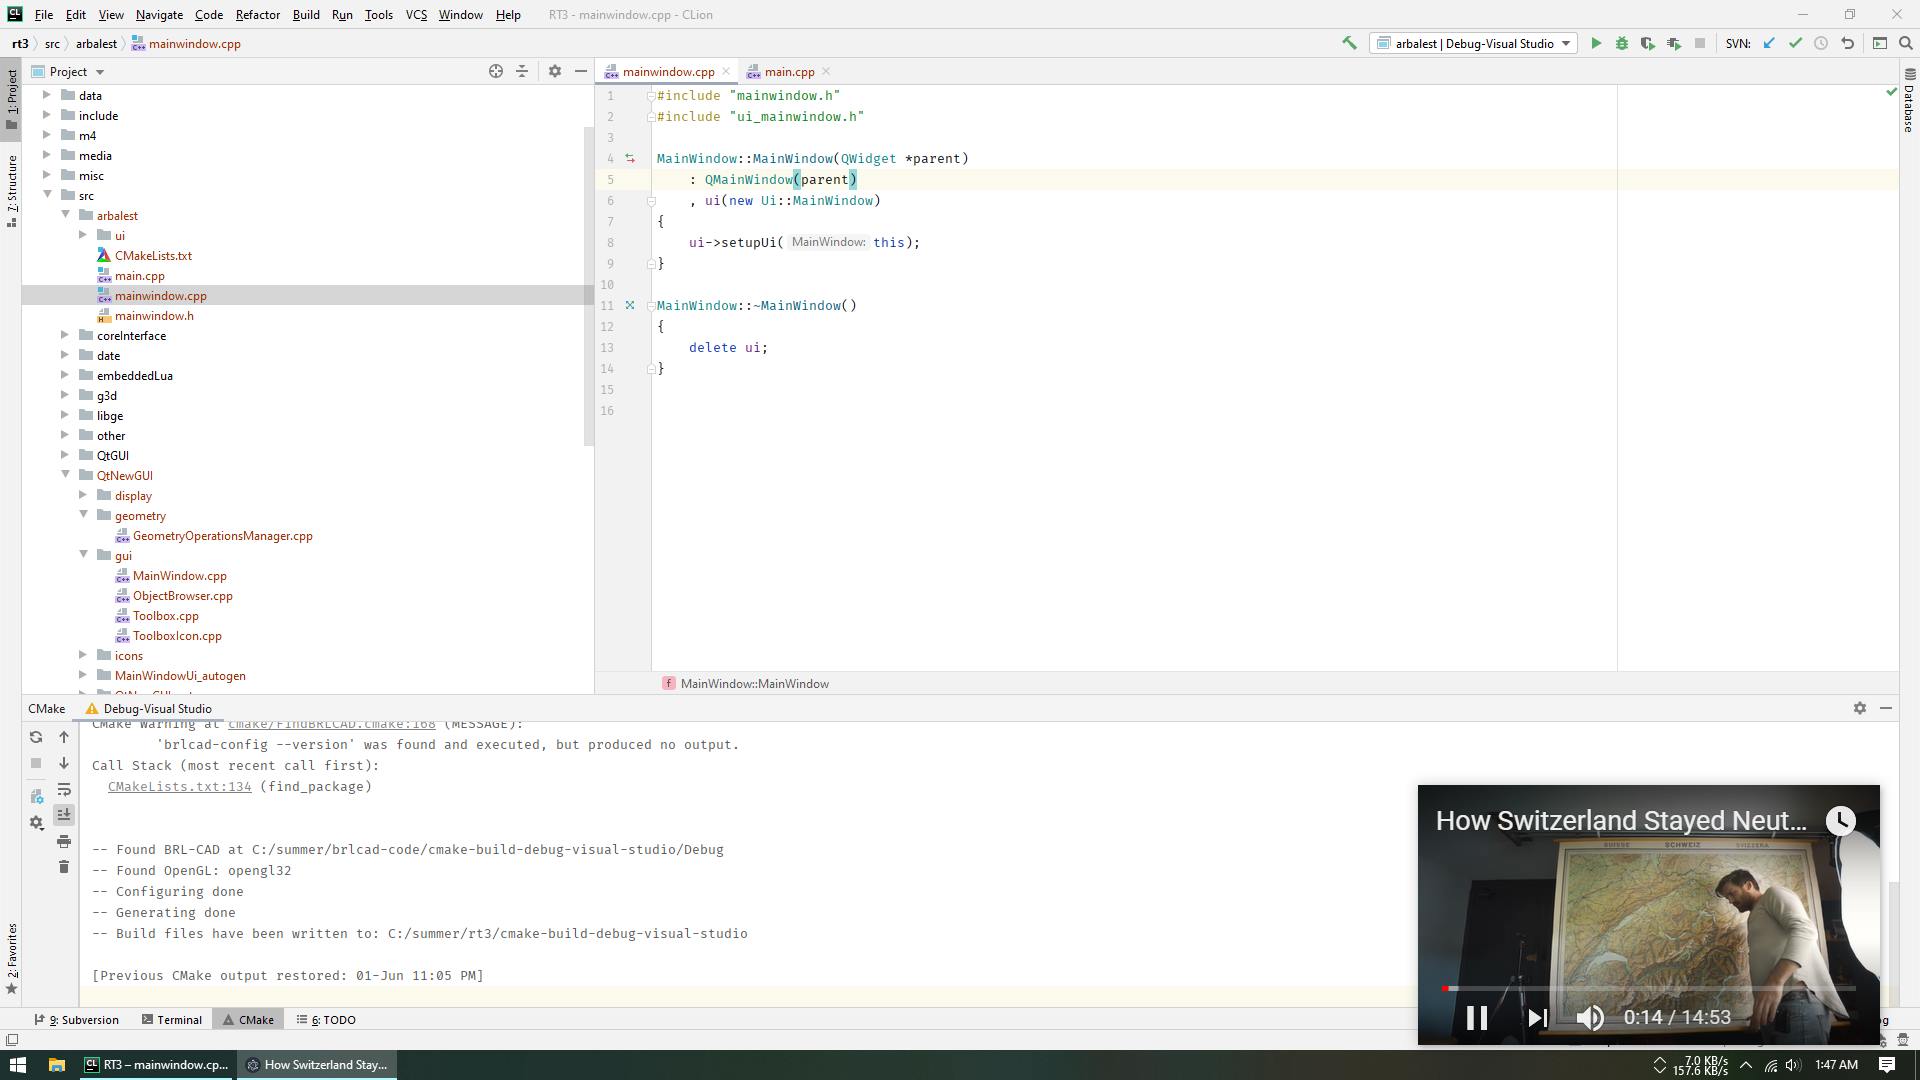 File Edit View Navigate Code Refactor Build Run Tools VCS Window Help RT3 - mainwindow.cpp - CLion
rt3 src arbalest mainwindow.cpp
arbalest | Debug-Visual Studio
SVN:
1: Project
7: Structure
2: Favorites
Database
Project
data
include
m4
media
misc
src
arbalest
ui
CMakeLists.txt
main.cpp
mainwindow.cpp
mainwindow.h
coreInterface
date
embeddedLua
g3d
libge
other
QtGUI
QtNewGUI
display
geometry
GeometryOperationsManager.cpp
gui
MainWindow.cpp
ObjectBrowser.cpp
Toolbox.cpp
ToolboxIcon.cpp
icons
MainWindowUi_autogen
mainwindow.cpp main.cpp
1 #include "mainwindow.h"
2 #include "ui_mainwindow.h"
3
4 MainWindow::MainWindow(QWidget *parent)
5 : QMainWindow(parent)
6 , ui(new Ui::MainWindow)
7 {
8 ui->setupUi( MainWindow: this);
9 }
10
11 MainWindow::~MainWindow()
12 {
13 delete ui;
14 }
15
16
f MainWindow::MainWindow
CMake Debug-Visual Studio
CMake Warning at cmake/FindBRLCAD.cmake:168 (MESSAGE):
'brlcad-config --version' was found and executed, but produced no output.
Call Stack (most recent call first):
CMakeLists.txt:134 (find_package)
-- Found BRL-CAD at C:/summer/brlcad-code/cmake-build-debug-visual-studio/Debug
-- Found OpenGL: opengl32
-- Configuring done
-- Generating done
-- Build files have been written to: C:/summer/rt3/cmake-build-debug-visual-studio
[Previous CMake output restored: 01-Jun 11:05 PM]
How Switzerland Stayed Neut...
SUISSE SCHWEIZ SVIZZERA
0:14 / 14:53
9: Subversion Terminal CMake 6: TODO
RT3 – mainwindow.cp... How Switzerland Stay...
7.0 KB/s
157.6 KB/s
1:47 AM